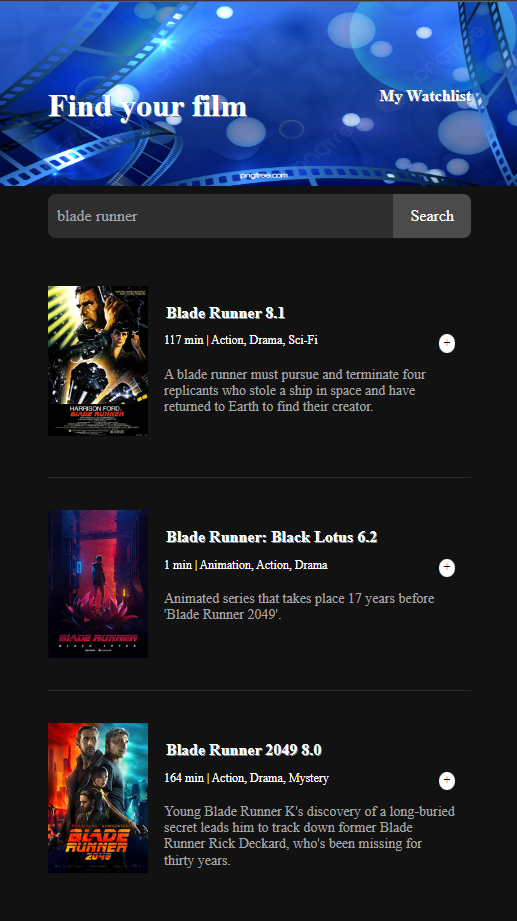 Find your film
My Watchlist
pngtree.com
blade runner
Search
HARRISON FORD.
BLADE RUNNER
Blade Runner 8.1
117 min | Action, Drama, Sci-Fi
+
A blade runner must pursue and terminate four
replicants who stole a ship in space and have
returned to Earth to find their creator.
BLADE RUNNER
BLACK LOTUS
Blade Runner: Black Lotus 6.2
1 min | Animation, Action, Drama
+
Animated series that takes place 17 years before
'Blade Runner 2049'.
BLADE
RUNNER
2049
Blade Runner 2049 8.0
164 min | Action, Drama, Mystery
+
Young Blade Runner K's discovery of a long-buried
secret leads him to track down former Blade
Runner Rick Deckard, who's been missing for
thirty years.